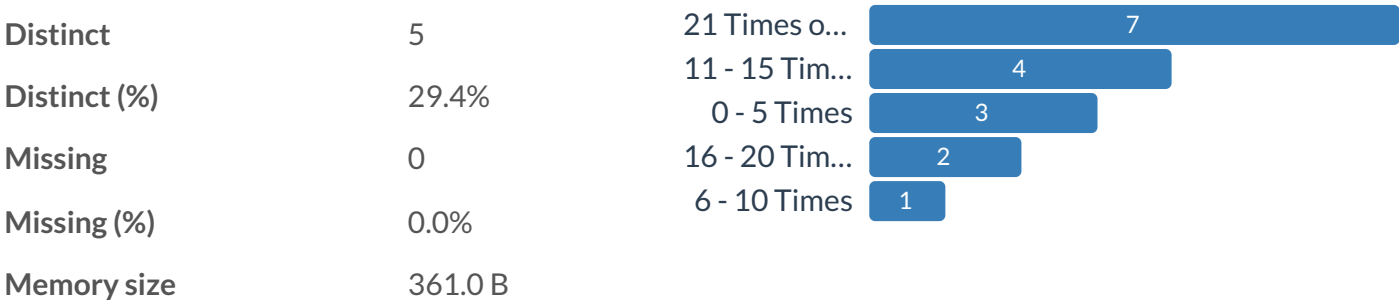 Distinct 5
Distinct (%) 29.4%
Missing 0
Missing (%) 0.0%
Memory size 361.0 B
21 Times o... 7
11 - 15 Tim... 4
0 - 5 Times 3
16 - 20 Tim... 2
6 - 10 Times 1